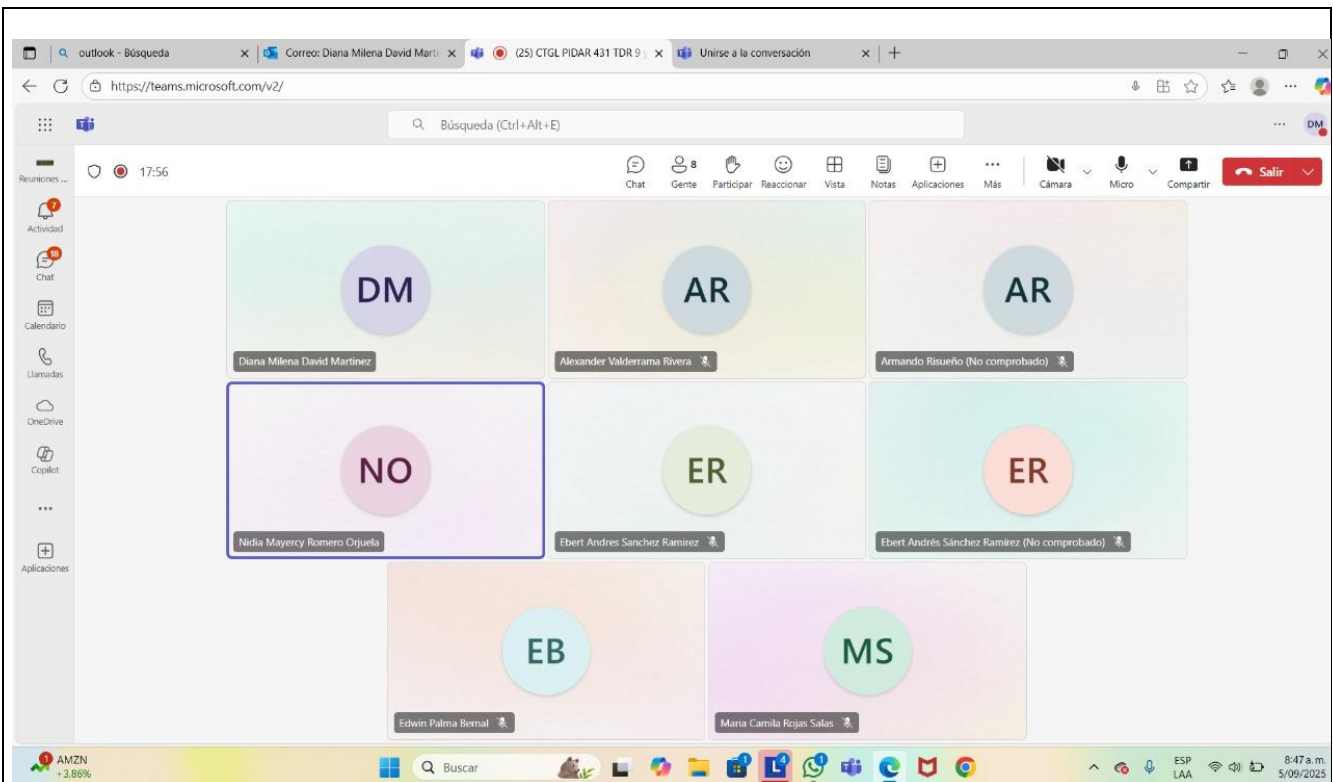 outlook - Búsqueda
Correo: Diana Milena David Marti
(25) CTGL PIDAR 431 TDR 9 y
Unirse a la conversación
https://teams.microsoft.com/v2/
Búsqueda (Ctrl+Alt+E)
DM
Reuniones ...
17:56
Chat
8
Gente
Participar
Reaccionar
Vista
Notas
Aplicaciones
Más
Cámara
Micro
Compartir
Salir
7
Actividad
18
Chat
Calendario
Llamadas
OneDrive
Copilot
Aplicaciones
DM
Diana Milena David Martinez
AR
Alexander Valderrama Rivera
AR
Armando Risueño (No comprobado)
NO
Nidia Mayercy Romero Orjuela
ER
Ebert Andres Sanchez Ramirez
ER
Ebert Andrés Sánchez Ramírez (No comprobado)
EB
Edwin Palma Bernal
MS
Maria Camila Rojas Salas
1
AMZN
+3,86%
Buscar
ESP
LAA
8:47 a. m.
5/09/2025